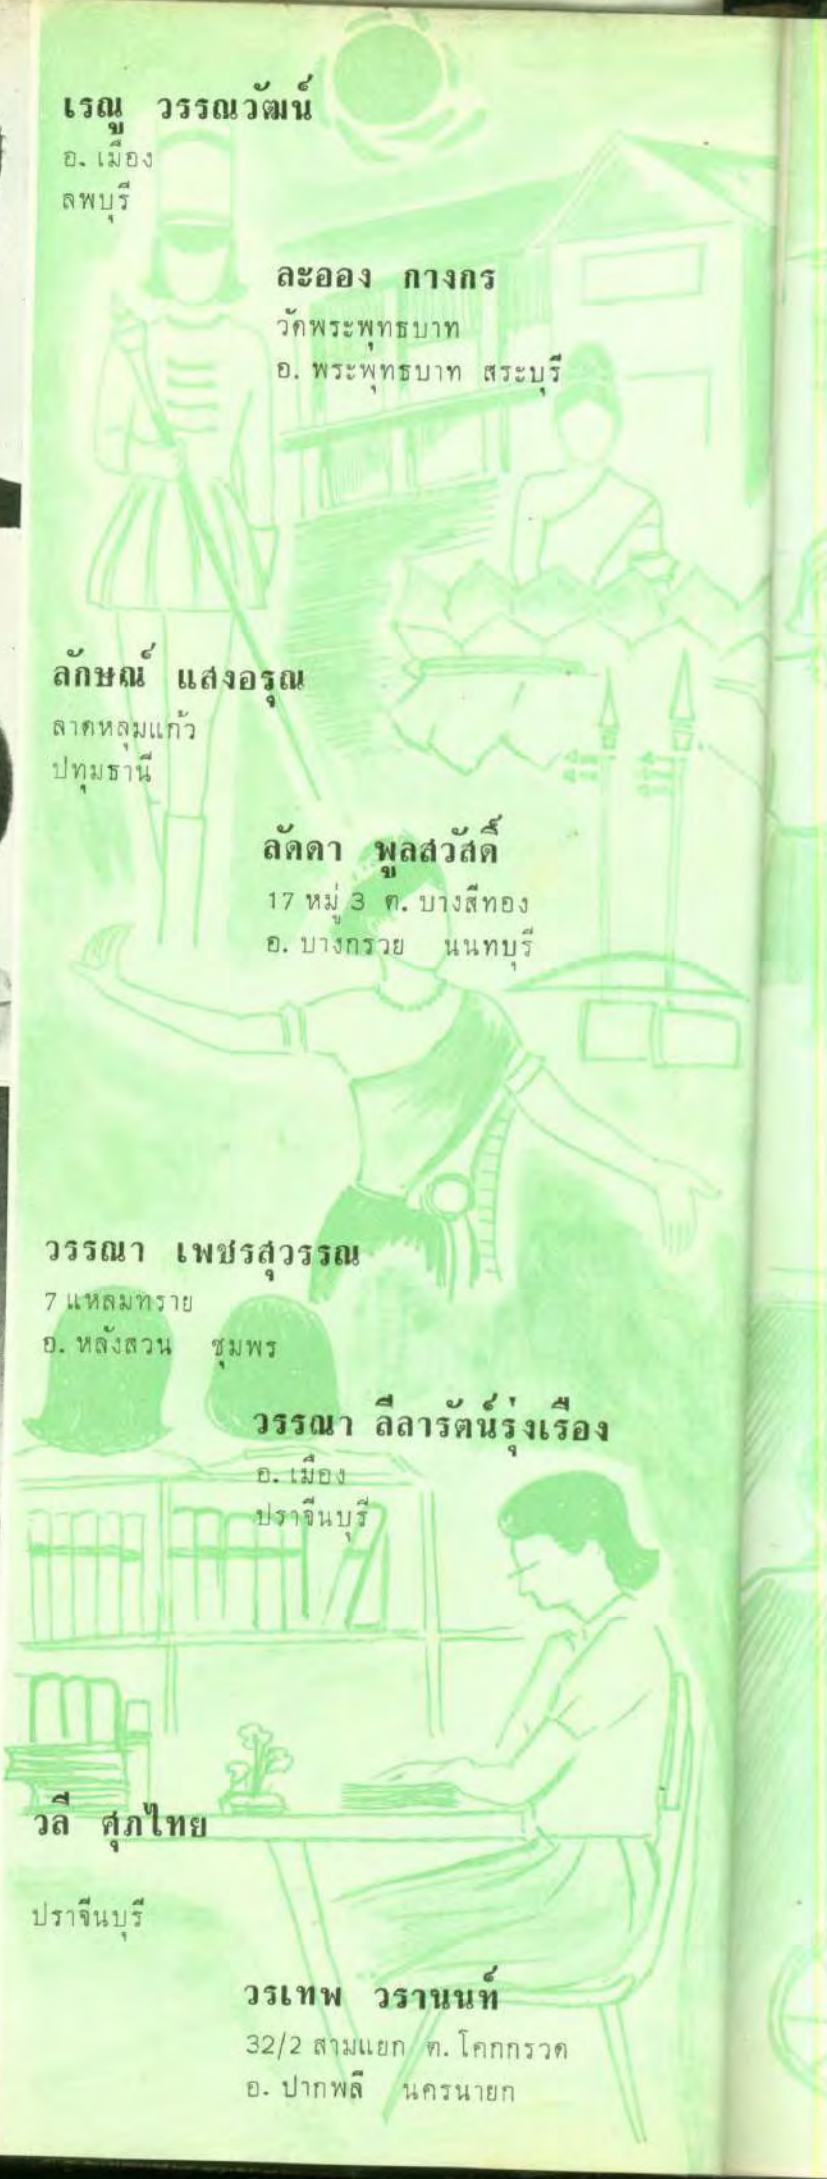 เรณู วรรณวัฒน์
อ. เมือง
ลพบุรี
ละออง กางกร
วัดพระพุทธบาท
อ. พระพุทธบาท สระบุรี
ลักษณ์ แสงอรุณ
ลาดหลุมแก้ว
ปทุมธานี
ลัดดา พูลสวัสดิ์
17 หมู่ 3 ต. บางสีทอง
อ. บางกรวย นนทบุรี
วรรณา เพชรสุวรรณ
7 แหลมทราย
อ. หลังสวน ชุมพร
วรรณา ลีลารัตน์รุ่งเรือง
อ. เมือง
ปราจีนบุรี
วลี ศุภไทย
ปราจีนบุรี
วรเทพ วรานนท์
32/2 สามแยก ต. โคกกรวด
อ. ปากพลี นครนายก